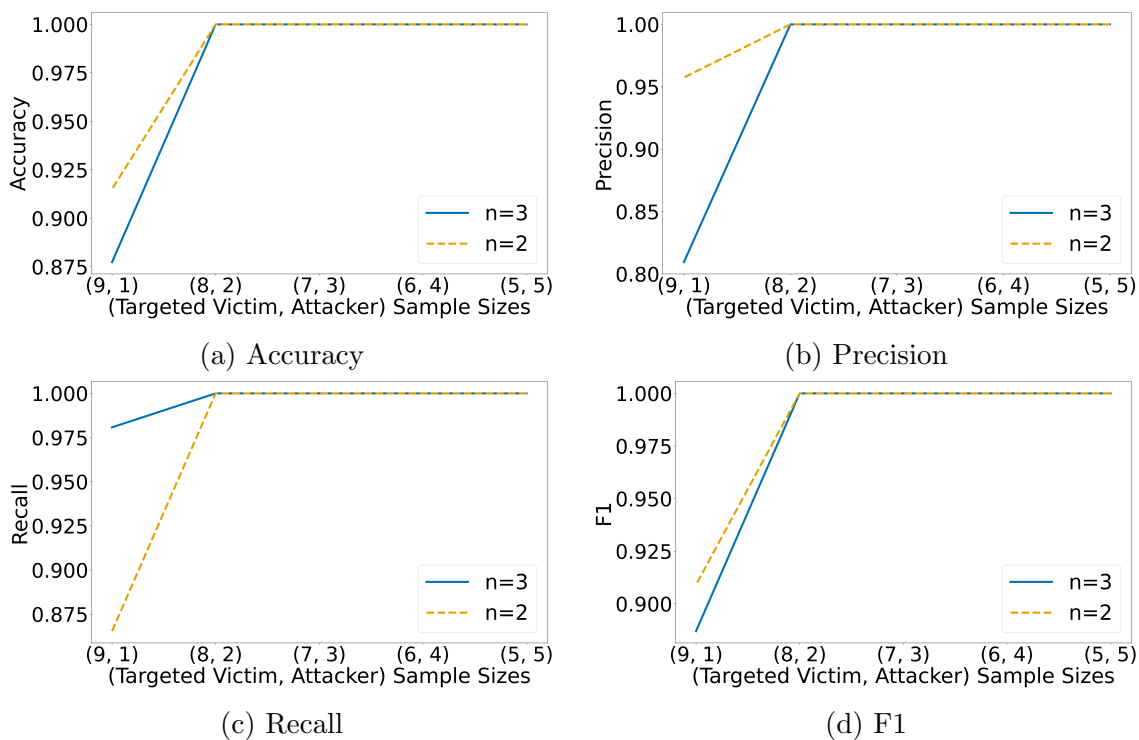 1.000
0.975
0.950
0.925
0.900
0.875
Accuracy
n=3
n=2
(9, 1) (8, 2) (7, 3) (6, 4) (5, 5)
(Targeted Victim, Attacker) Sample Sizes
(a) Accuracy
1.00
0.95
0.90
0.85
0.80
Precision
n=3
n=2
(9, 1) (8, 2) (7, 3) (6, 4) (5, 5)
(Targeted Victim, Attacker) Sample Sizes
(b) Precision
1.000
0.975
0.950
0.925
0.900
0.875
Recall
n=3
n=2
(9, 1) (8, 2) (7, 3) (6, 4) (5, 5)
(Targeted Victim, Attacker) Sample Sizes
(c) Recall
1.000
0.975
0.950
0.925
0.900
F1
n=3
n=2
(9, 1) (8, 2) (7, 3) (6, 4) (5, 5)
(Targeted Victim, Attacker) Sample Sizes
(d) F1